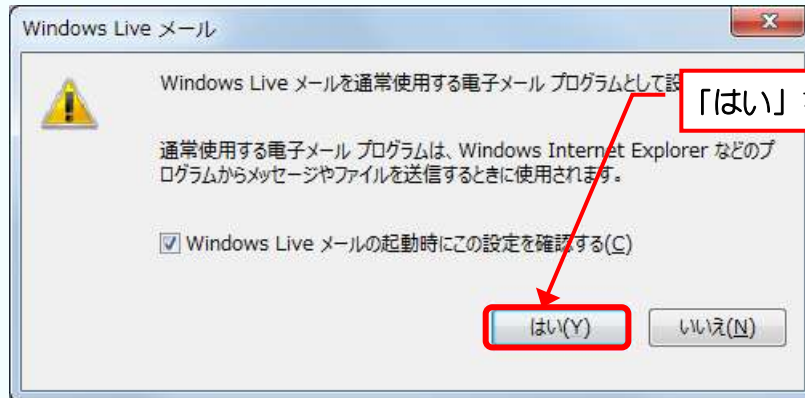 Windows Live メール
Windows Live メールを通常使用する電子メール プログラムとして設
「はい」
通常使用する電子メール プログラムは、Windows Internet Explorer などのプ
ログラムからメッセージやファイルを送信するときに使用されます。
Windows Live メールの起動時にこの設定を確認する(C)
はい(Y)
いいえ(N)